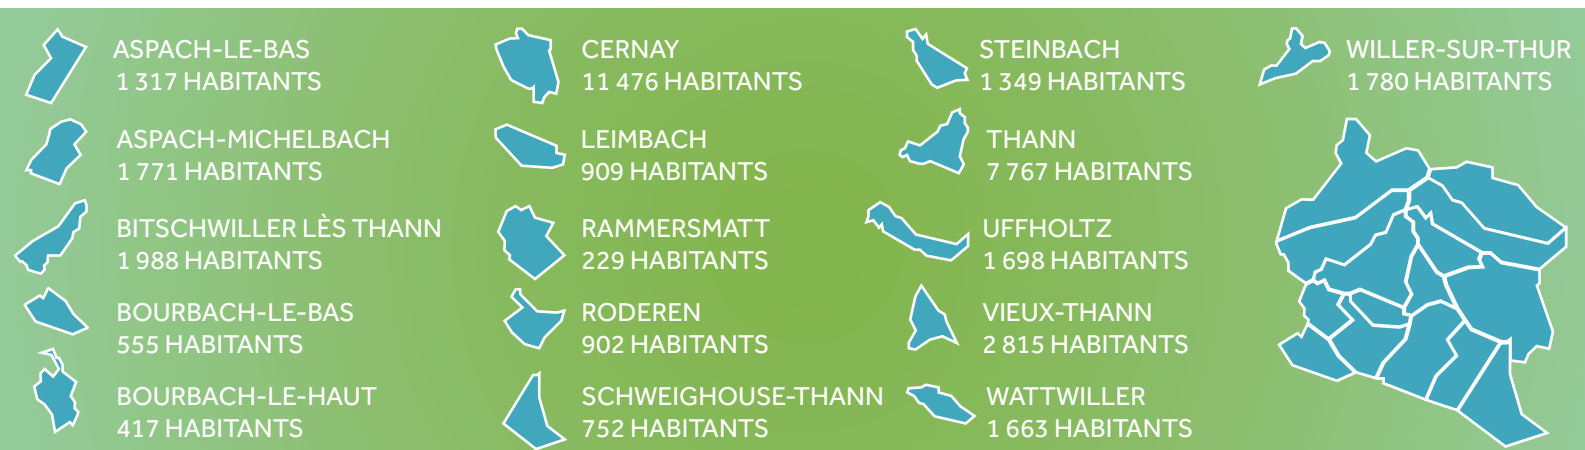 ASPACH-LE-BAS
1 317 HABITANTS
ASPACH-MICHELBACH
1 771 HABITANTS
BITSCHWILLER LÈS THANN
1 988 HABITANTS
BOURBACH-LE-BAS
555 HABITANTS
BOURBACH-LE-HAUT
417 HABITANTS
CERNAY
11 476 HABITANTS
LEIMBACH
909 HABITANTS
RAMMERSMATT
229 HABITANTS
RODEREN
902 HABITANTS
SCHWEIGHOUSE-THANN
752 HABITANTS
STEINBACH
1 349 HABITANTS
THANN
7 767 HABITANTS
UFFHOLTZ
1 698 HABITANTS
VIEUX-THANN
2 815 HABITANTS
WATTWILLER
1 663 HABITANTS
WILLER-SUR-THUR
1 780 HABITANTS